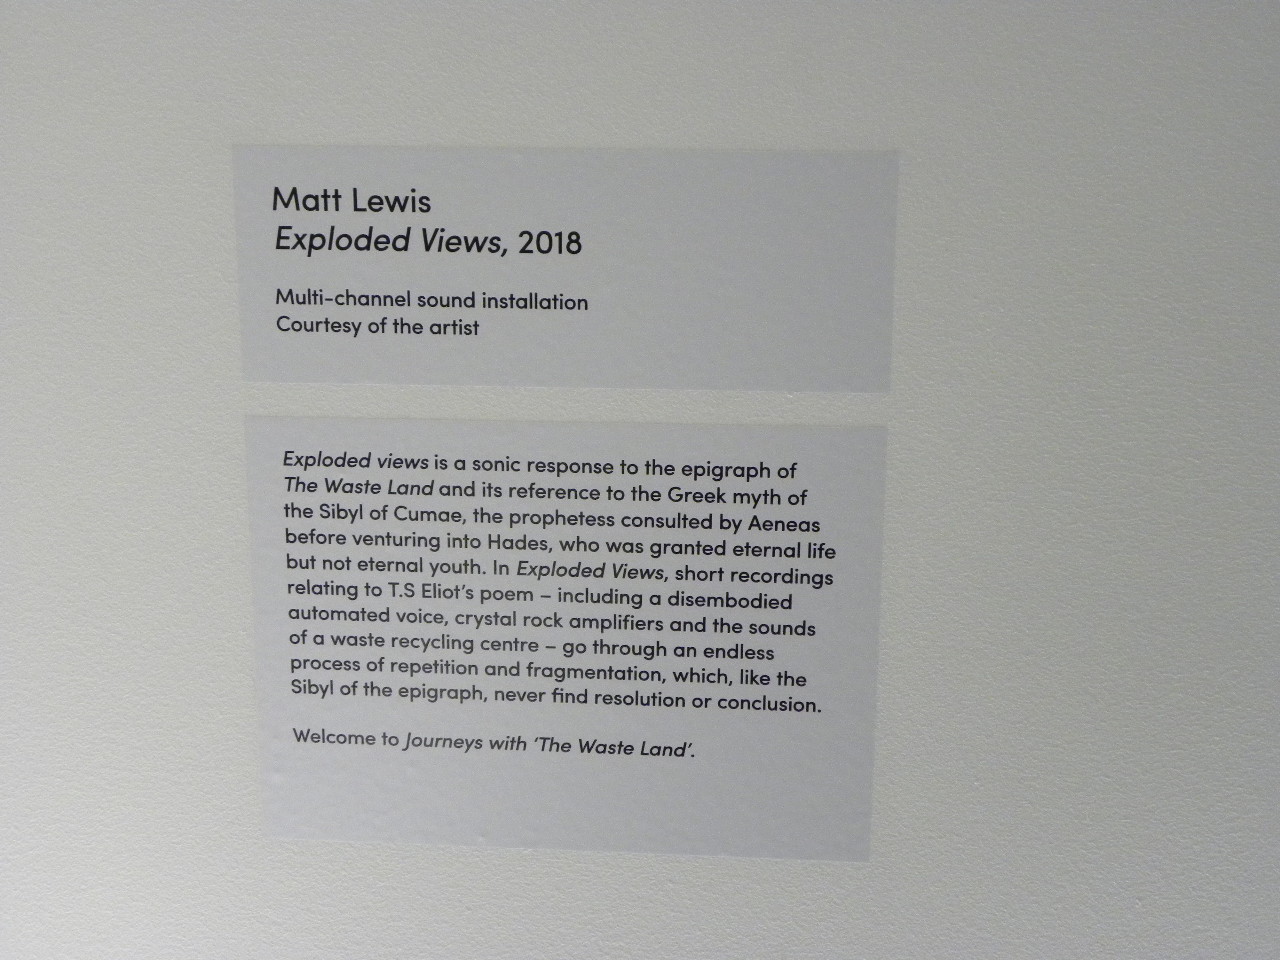 Matt Lewis
Exploded Views, 2018
Multi-channel sound installation
Courtesy of the artist
Exploded views is a sonic response to the epigraph of
The Waste Land and its reference to the Greek myth of
the Sibyl of Cumae, the prophetess consulted by Aeneas
before venturing into Hades, who was granted eternal life
but not eternal youth. In Exploded Views, short recordings
relating to T.S Eliot’s poem – including a disembodied
automated voice, crystal rock amplifiers and the sounds
of a waste recycling centre – go through an endless
process of repetition and fragmentation, which, like the
Sibyl of the epigraph, never find resolution or conclusion.
Welcome to Journeys with ‘The Waste Land’.